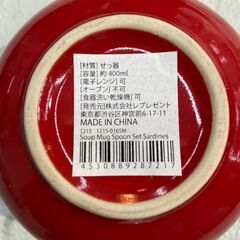 [材質] せっ器
[容量] 約 400ml
[電子レンジ] 可
[オーブン] 不可
[食器洗い乾燥機] 可
[発売元]株式会社レプレゼント
東京都渋谷区神宮前6-17-11
MADE IN CHINA
1215 1215-0165M
Soup Mug Spoon Set Sardines
4530889287217